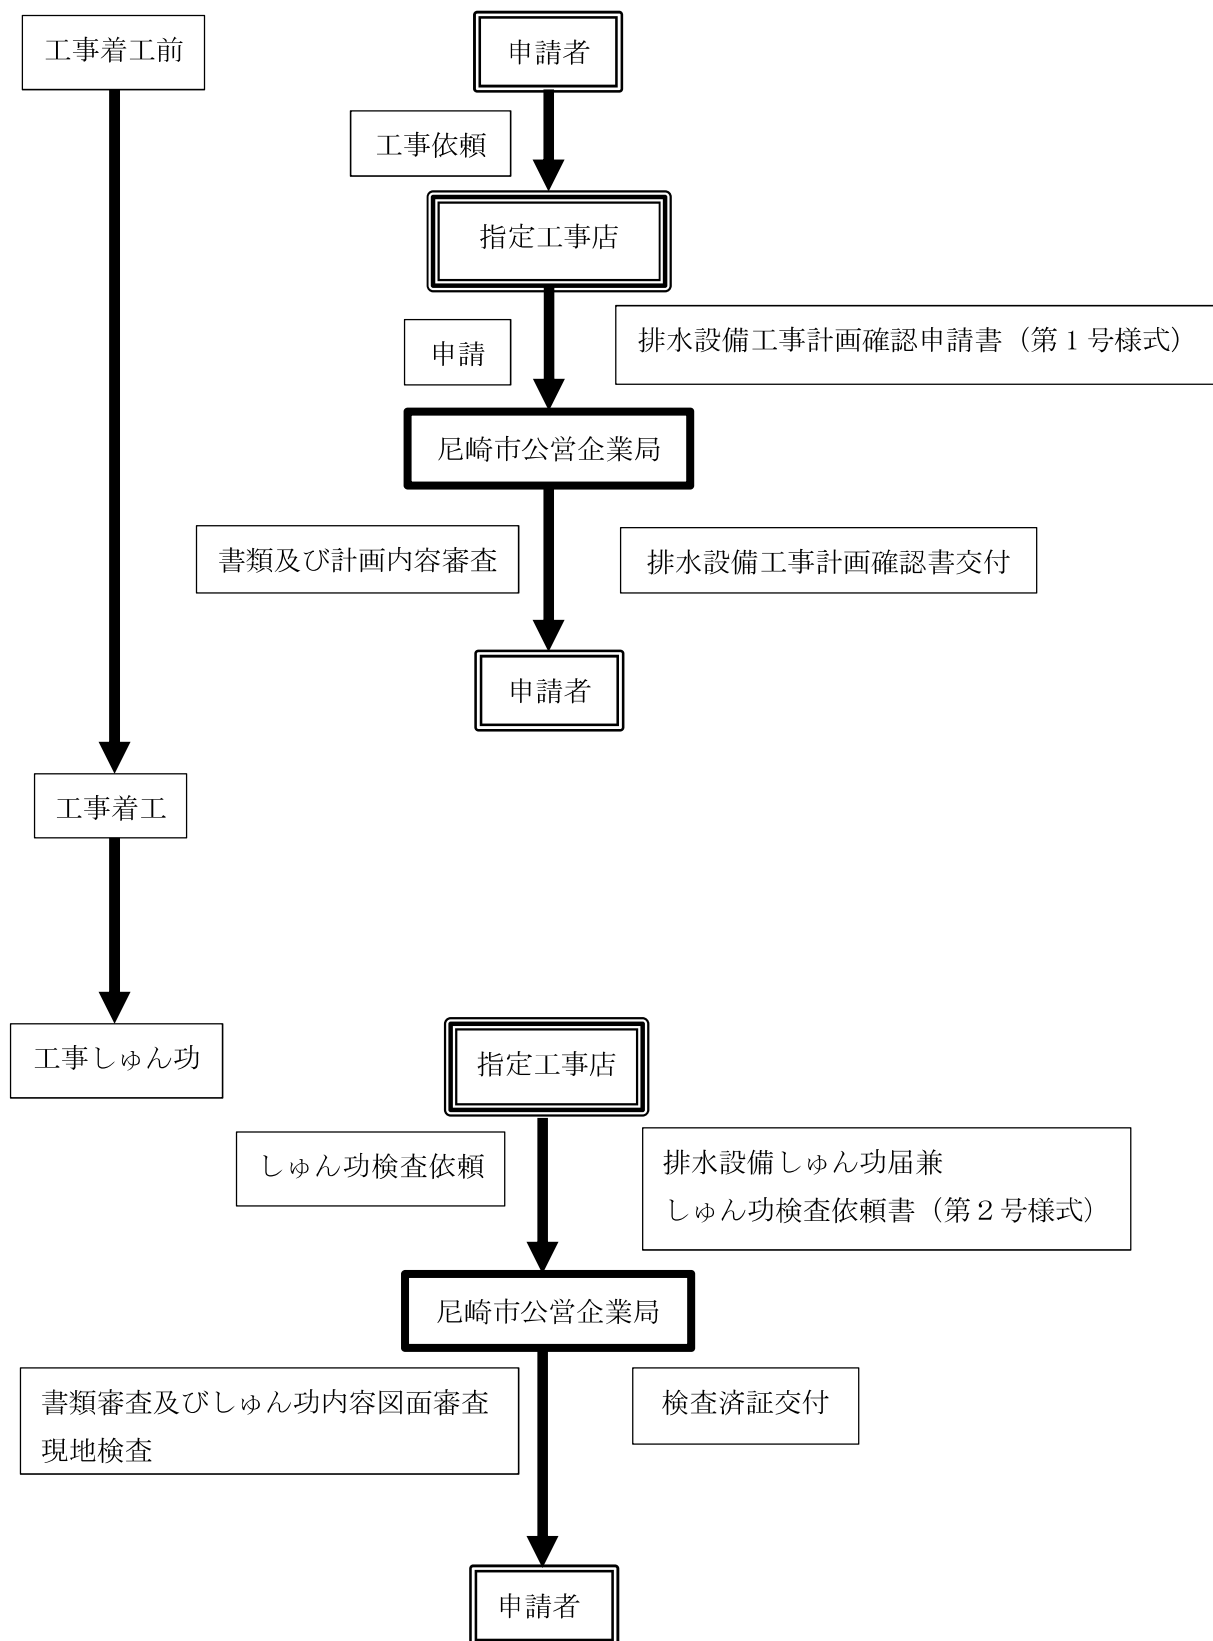 工事着工前
申請者
工事依頼
指定工事店
申請
排水設備工事計画確認申請書（第１号様式）
尼崎市公営企業局
書類及び計画内容審査
排水設備工事計画確認書交付
申請者
工事着工
工事しゅん功
指定工事店
しゅん功検査依頼
排水設備しゅん功届兼
しゅん功検査依頼書（第２号様式）
尼崎市公営企業局
書類審査及びしゅん功内容図面審査
現地検査
検査済証交付
申請者